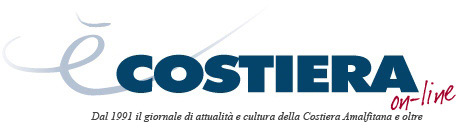 è COSTIERA
on-line
Dal 1991 il giornale di attualità e cultura della Costiera Amalfitana e oltre